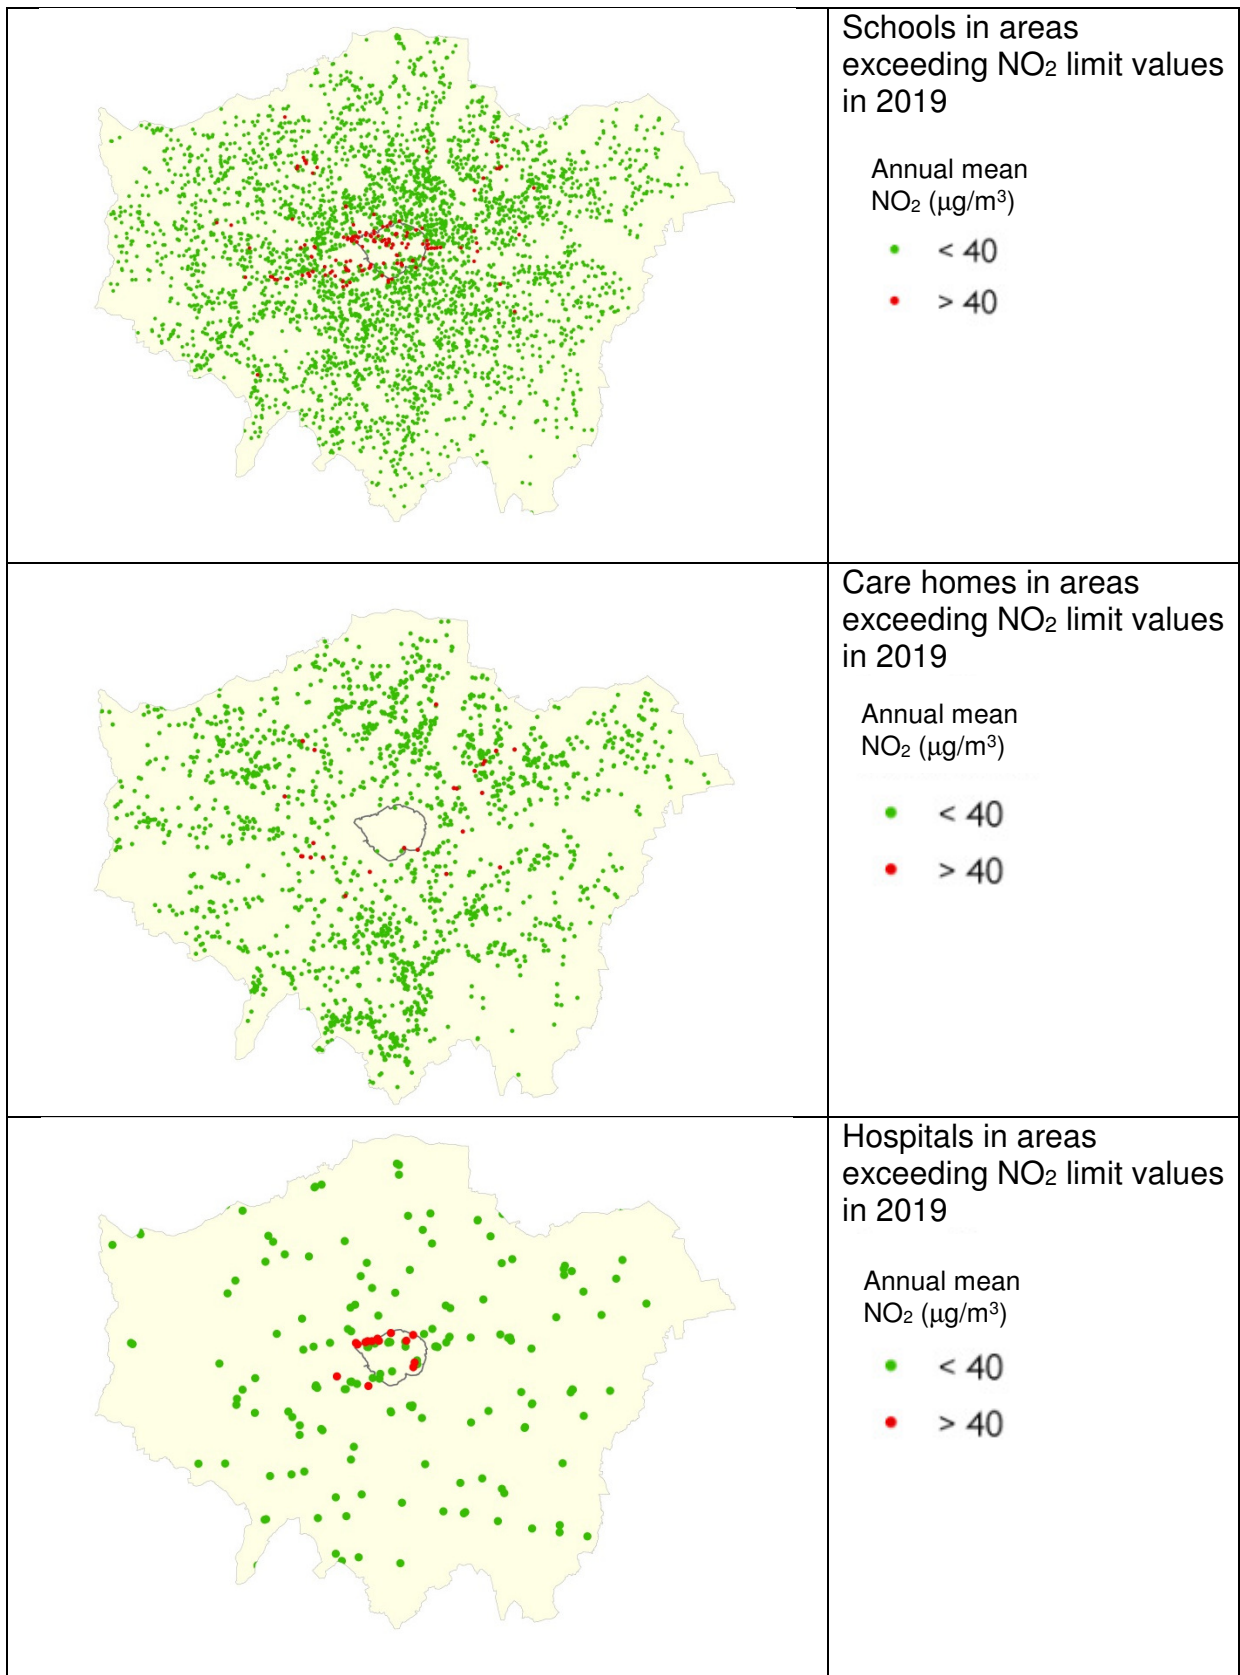 Schools in areas
exceeding NO₂ limit values
in 2019
Annual mean
NO₂ (μg/m³)
< 40
> 40
Care homes in areas
exceeding NO₂ limit values
in 2019
Annual mean
NO₂ (μg/m³)
< 40
> 40
Hospitals in areas
exceeding NO₂ limit values
in 2019
Annual mean
NO₂ (μg/m³)
< 40
> 40